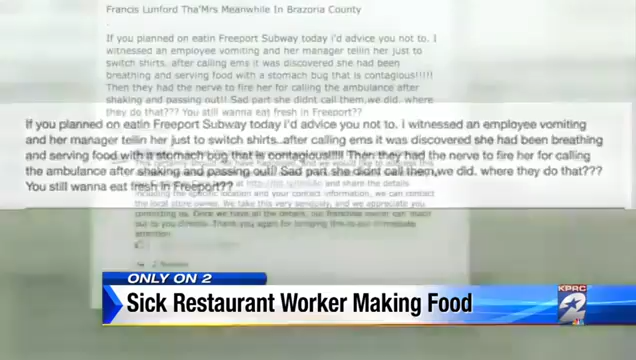 Francis Lunford Tha'Mrs Meanwhile In Brazoria County
If you planned on eatin Freeport Subway today i'd advice you not to. I
witnessed an employee vomiting and her manager tellin her just to
switch shirts. after calling ems it was discovered she had been
breathing and serving food with a stomach bug that is contagious!!!!!
Then they had the nerve to fire her for calling the ambulance after
shaking and passing out!! Sad part she didnt call them,we did. where
they do that??? You still wanna eat fresh in Freeport??
If you planned on eatin Freeport Subway today i'd advice you not to. I witnessed an employee vomiting
and her manager tellin her just to switch shirts..after calling ems it was discovered she had been breathing
and serving food with a stomach bug that is contagious!!!!! Then they had the nerve to fire her for calling
the ambulance after shaking and passing out!! Sad part she didnt call them,we did. where they do that???
You still wanna eat fresh in Freeport??
and share the details
including the specific location and your contact information, we can contact
the local store owner. We take this very seriously, and we appreciate you
contacting us. Once we have all the details, our franchise owner can reach
out to you directly. Thank you again for bringing this to our immediate
attention
ONLY ON 2
Sick Restaurant Worker Making Food
KPRC
2
NBC